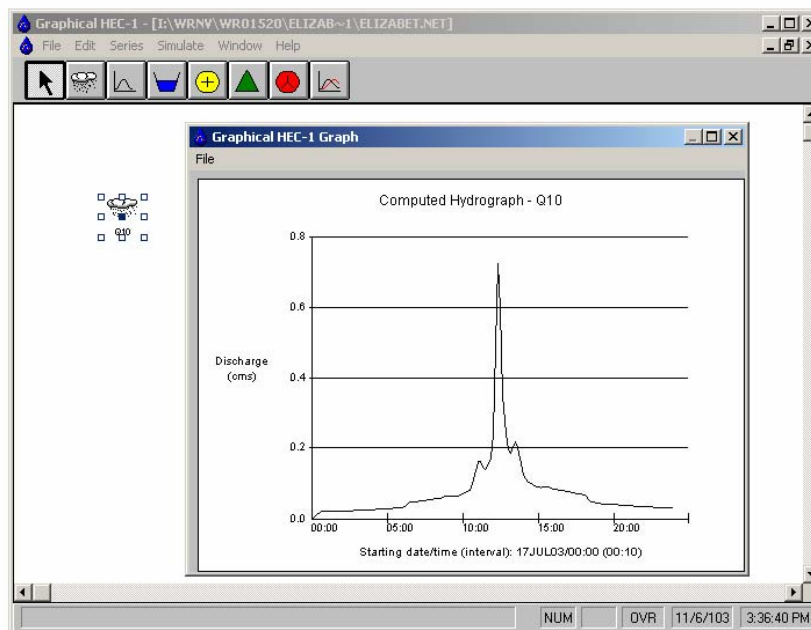 Graphical HEC-1 - [I:\WRNV\WR01520\ELIZAB~1\ELIZABET.NET]
File Edit Series Simulate Window Help
Graphical HEC-1 Graph
File
Computed Hydrograph - Q10
Q10
0.8
0.6
Discharge
(cms)
0.4
0.2
0.0
00:00 05:00 10:00 15:00 20:00
Starting date/time (interval): 17JUL03/00:00 (00:10)
NUM OVR 11/6/103 3:36:40 PM